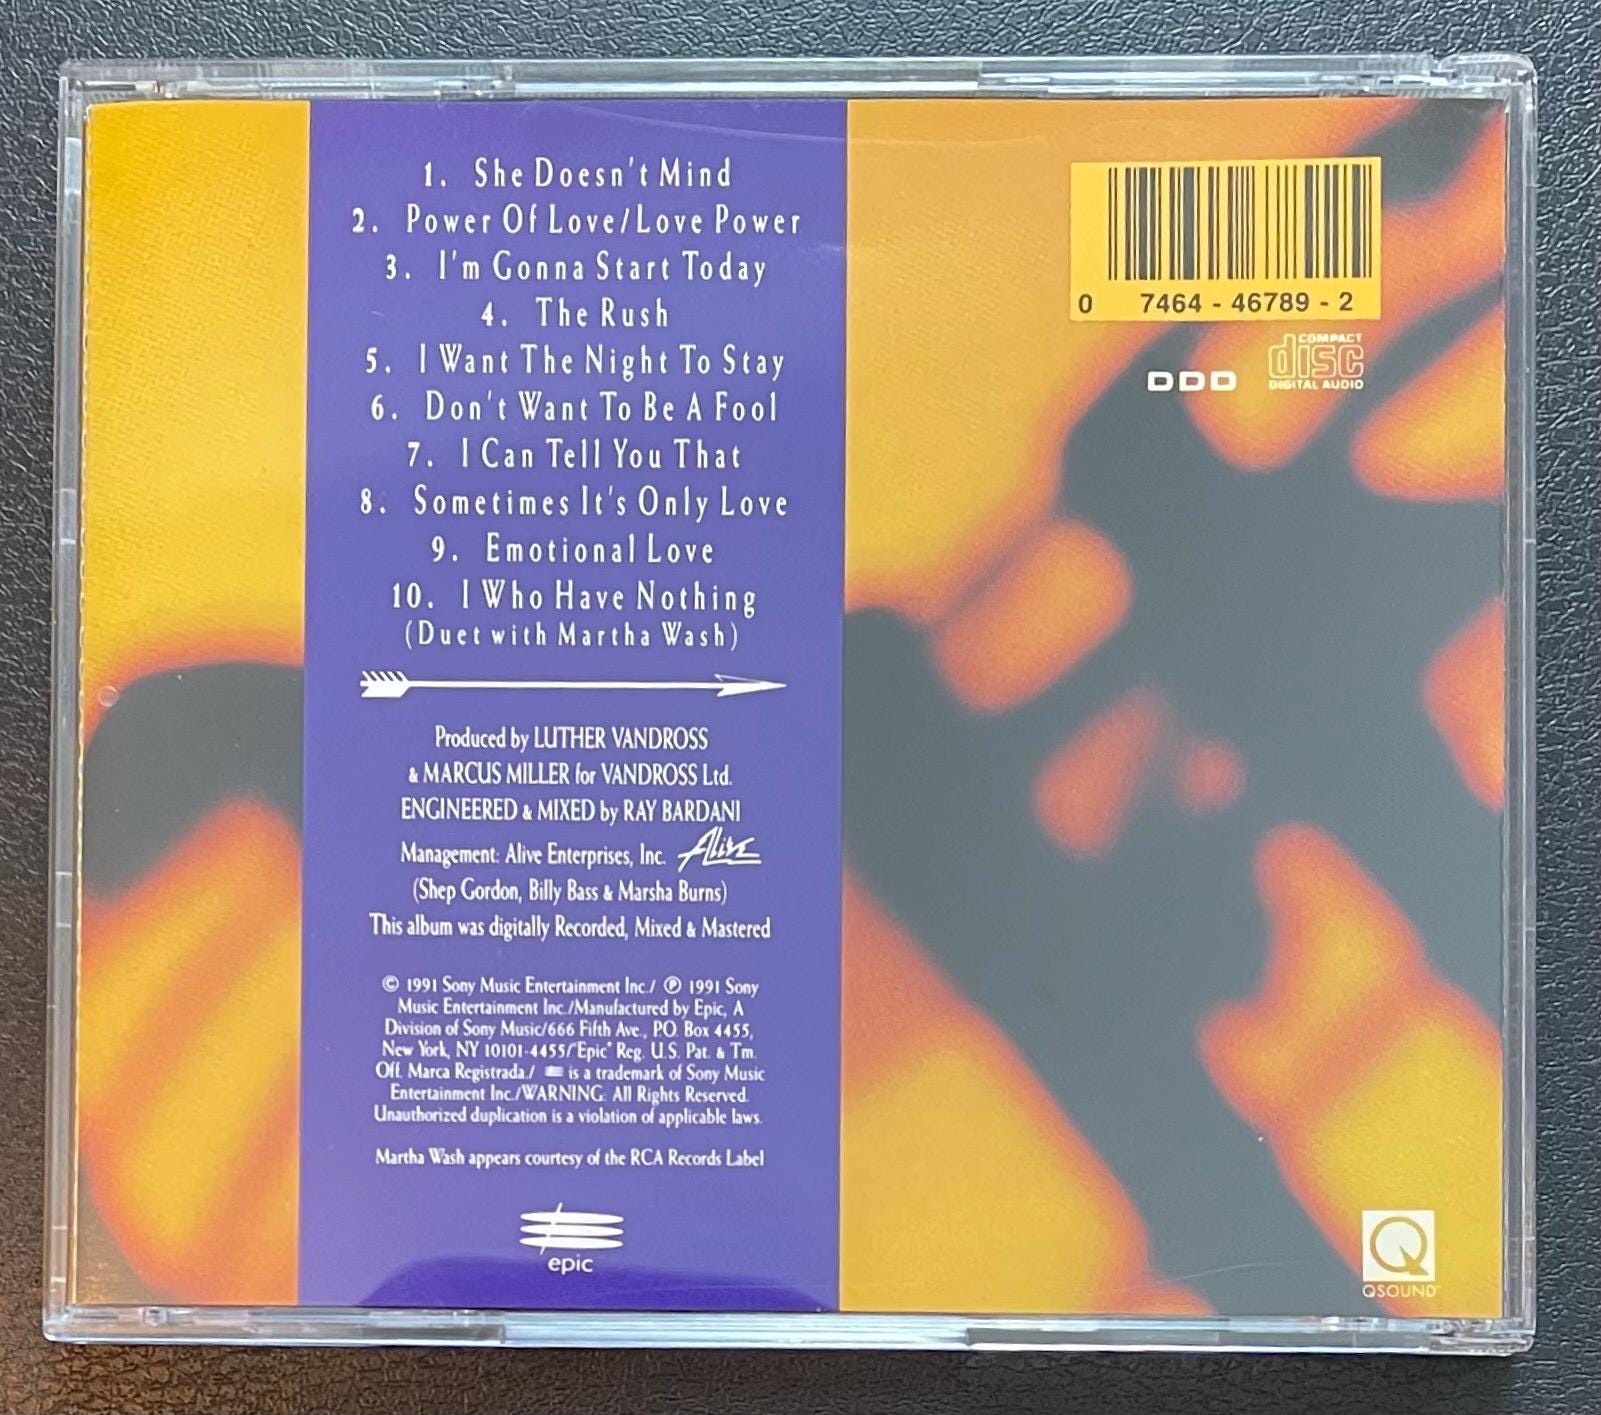 1. She Doesn't Mind
2. Power Of Love/Love Power
3. I'm Gonna Start Today
4. The Rush
5. I Want The Night To Stay
6. Don't Want To Be A Fool
7. I Can Tell You That
8. Sometimes It's Only Love
9. Emotional Love
10. I Who Have Nothing
(Duet with Martha Wash)
Produced by LUTHER VANDROSS
& MARCUS MILLER for VANDROSS Ltd.
ENGINEERED & MIXED by RAY BARDANI
Management: Alive Enterprises, Inc. Alive
(Shep Gordon, Billy Bass & Marsha Burns)
This album was digitally Recorded, Mixed & Mastered
© 1991 Sony Music Entertainment Inc./ ℗ 1991 Sony
Music Entertainment Inc./Manufactured by Epic, A
Division of Sony Music/666 Fifth Ave., P.O. Box 4455,
New York, NY 10101-4455/"Epic" Reg. U.S. Pat. & Tm.
Off. Marca Registrada./ is a trademark of Sony Music
Entertainment Inc./WARNING: All Rights Reserved.
Unauthorized duplication is a violation of applicable laws.
Martha Wash appears courtesy of the RCA Records Label
epic
0 7464 - 46789 - 2
DDD
COMPACT
disc
DIGITAL AUDIO
Q
QSOUND™